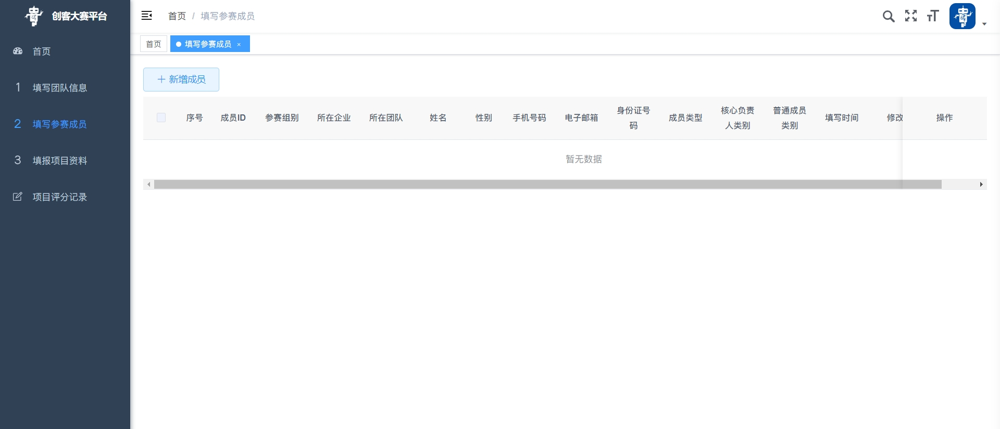 创客大赛平台
首页
1 填写团队信息
2 填写参赛成员
3 填报项目资料
项目评分记录
首页 / 填写参赛成员
首页
填写参赛成员 ×
+ 新增成员
序号 成员ID 参赛组别 所在企业 所在团队 姓名 性别 手机号码 电子邮箱 身份证号码 成员类型 核心负责人类别 普通成员类别 填写时间 修改 操作
暂无数据